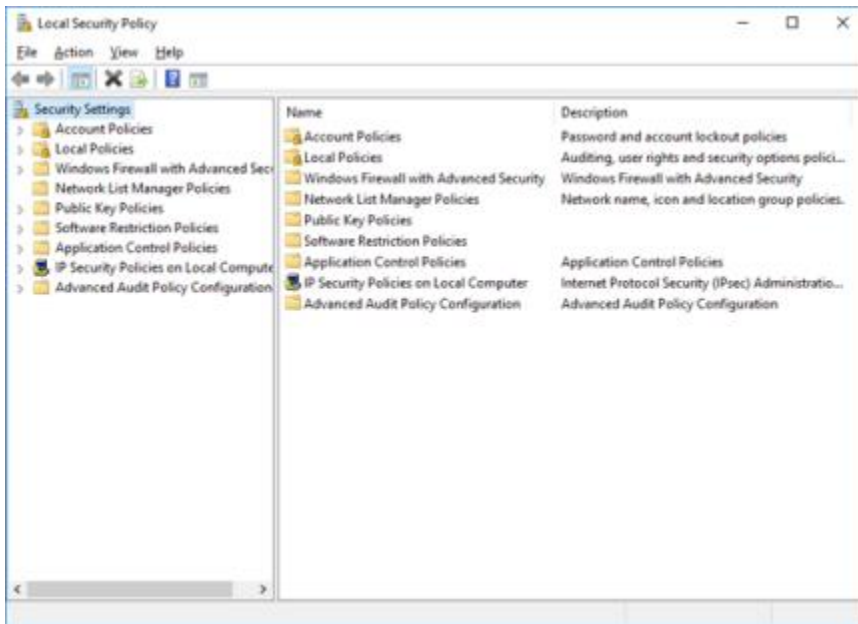 Local Security Policy
File Action View Help
Security Settings
Account Policies
Local Policies
Windows Firewall with Advanced Sec
Network List Manager Policies
Public Key Policies
Software Restriction Policies
Application Control Policies
IP Security Policies on Local Compute
Advanced Audit Policy Configuration
Name Description
Account Policies Password and account lockout policies
Local Policies Auditing, user rights and security options polici...
Windows Firewall with Advanced Security Windows Firewall with Advanced Security
Network List Manager Policies Network name, icon and location group policies.
Public Key Policies
Software Restriction Policies
Application Control Policies Application Control Policies
IP Security Policies on Local Computer Internet Protocol Security (IPsec) Administratio...
Advanced Audit Policy Configuration Advanced Audit Policy Configuration